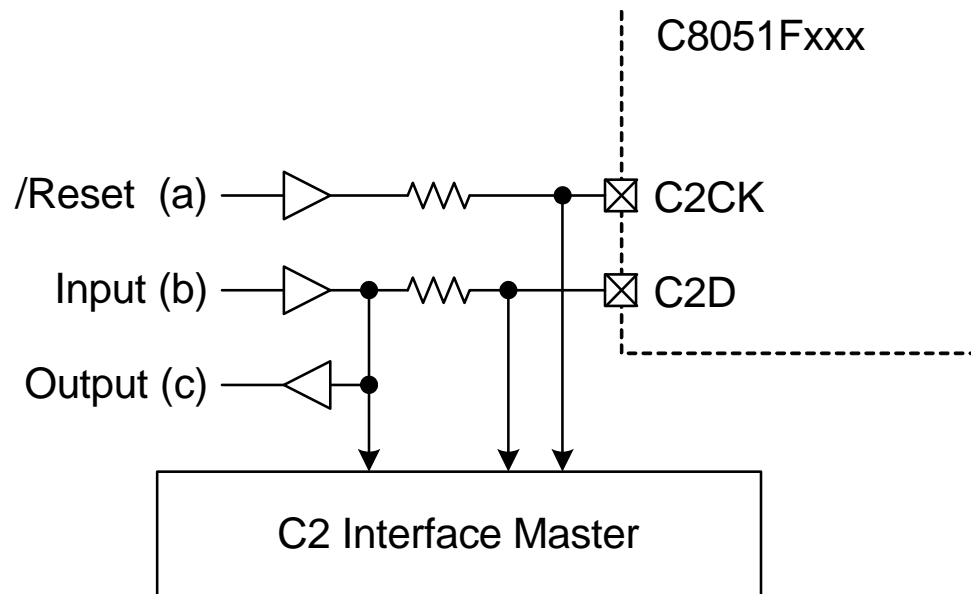 C8051Fxxx
/Reset (a)
C2CK
Input (b)
C2D
Output (c)
C2 Interface Master